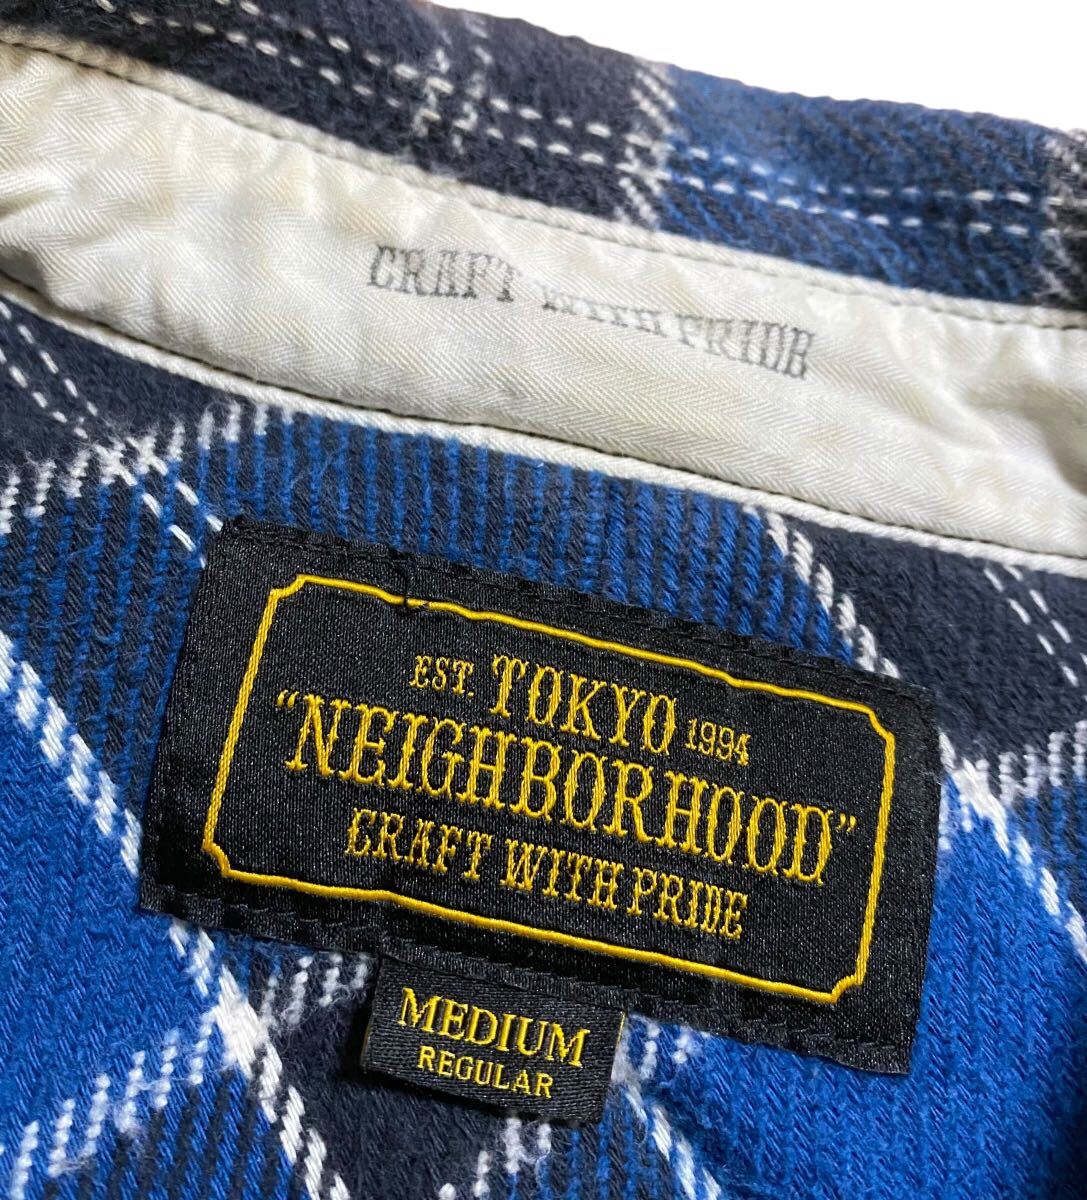 CRAFT WITH PRIDE
EST. TOKYO 1994
"NEIGHBORHOOD"
CRAFT WITH PRIDE
MEDIUM
REGULAR